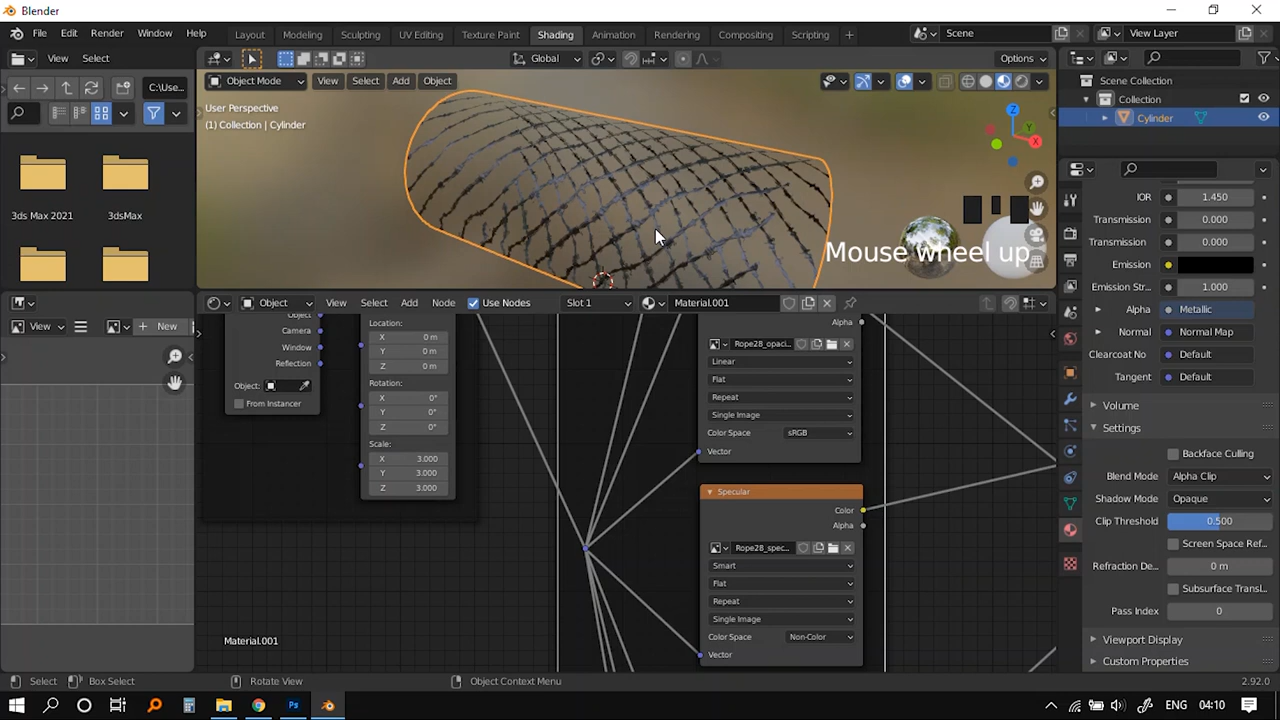 Blender
File Edit Render Window Help
Layout Modeling Sculpting UV Editing Texture Paint Shading Animation Rendering Compositing Scripting
Scene View Layer
View Select
Global Options
C:\Use...
Object Mode View Select Add Object
User Perspective
(1) Collection | Cylinder
Z
Y
X
Mouse wheel up
3ds Max 2021 3dsMax
Scene Collection
Collection
Cylinder
IOR 1.450
Transmission 0.000
Transmission 0.000
Emission
Emission Str... 1.000
Alpha Metallic
Normal Normal Map
Clearcoat No Default
Tangent Default
Volume
Settings
Backface Culling
Blend Mode Alpha Clip
Shadow Mode Opaque
Clip Threshold 0.500
Screen Space Ref...
Refraction De... 0 m
Subsurface Transl...
Pass Index 0
Viewport Display
Custom Properties
Object View Select Add Node Use Nodes Slot 1 Material.001
View New
Object
Camera
Window
Reflection
Object:
From Instancer
Location:
X 0 m
Y 0 m
Z 0 m
Rotation:
X 0°
Y 0°
Z 0°
Scale:
X 3.000
Y 3.000
Z 3.000
Alpha
Rope28_opaci...
Linear
Flat
Repeat
Single Image
Color Space sRGB
Vector
Specular
Color
Alpha
Rope28_spec...
Smart
Flat
Repeat
Single Image
Color Space Non-Color
Vector
Material.001
Select Box Select Rotate View Object Context Menu 2.92.0
ENG 04:10